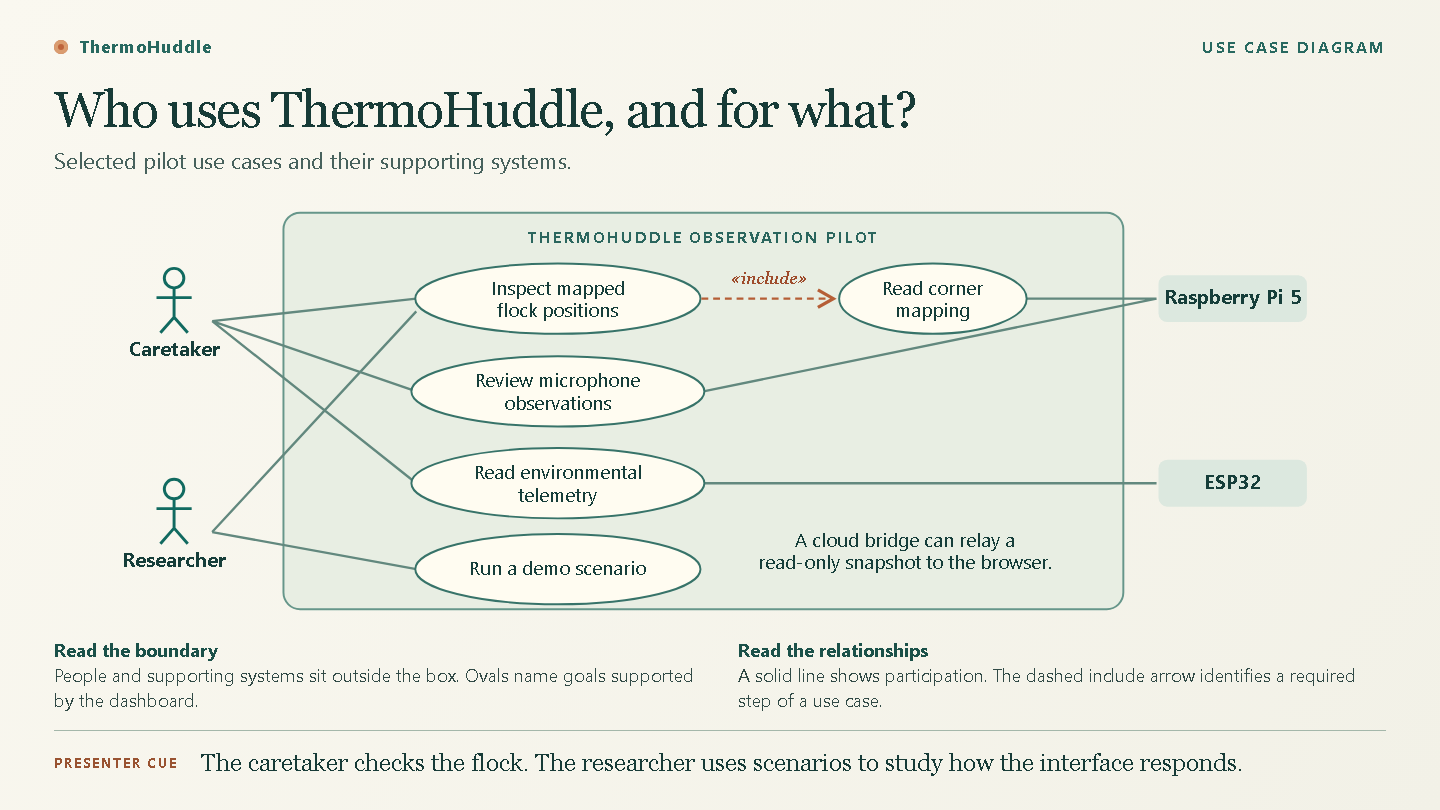 ThermoHuddle
USE CASE DIAGRAM
Who uses ThermoHuddle, and for what?
Selected pilot use cases and their supporting systems.
THERMOHUDDLE OBSERVATION PILOT
Inspect mapped
flock positions
«include»
Read corner
mapping
Raspberry Pi 5
Caretaker
Review microphone
observations
Read environmental
telemetry
ESP32
Researcher
Run a demo scenario
A cloud bridge can relay a
read-only snapshot to the browser.
Read the boundary
People and supporting systems sit outside the box. Ovals name goals supported
by the dashboard.
Read the relationships
A solid line shows participation. The dashed include arrow identifies a required
step of a use case.
PRESENTER CUE
The caretaker checks the flock. The researcher uses scenarios to study how the interface responds.